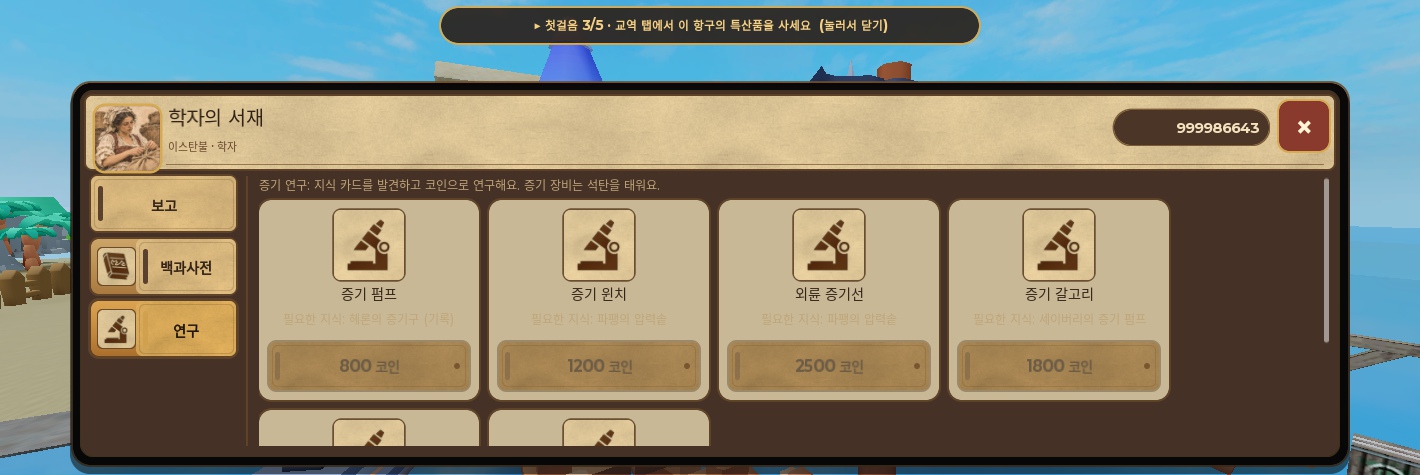 ▸ 첫걸음 3/5 · 교역 탭에서 이 항구의 특산품을 사세요 (눌러서 닫기)
학자의 서재
이스탄불 · 학자
999986643
×
보고
백과사전
연구
증기 연구: 지식 카드를 발견하고 코인으로 연구해요. 증기 장비는 석탄을 태워요.
증기 펌프
필요한 지식: 헤론의 증기구 (기록)
800 코인
증기 윈치
필요한 지식: 파팽의 압력솥
1200 코인
외륜 증기선
필요한 지식: 파팽의 압력솥
2500 코인
증기 갈고리
필요한 지식: 세이버리의 증기 펌프
1800 코인